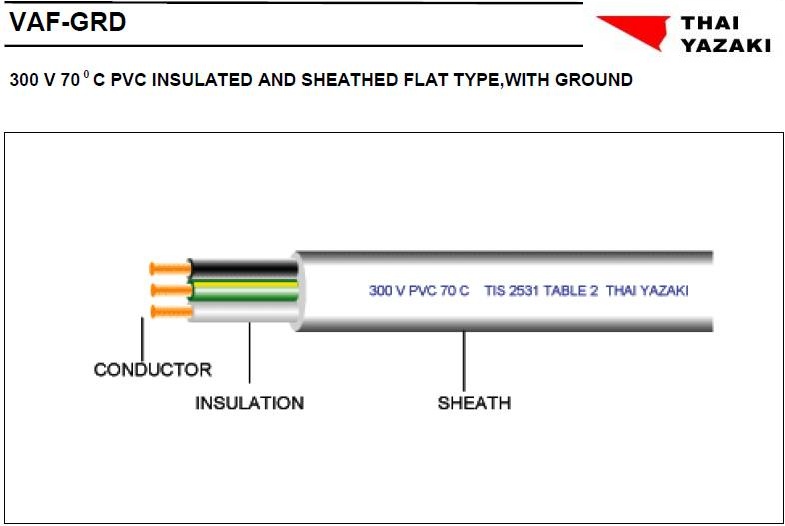 VAF-GRD
THAI
YAZAKI
300 V 70 ⁰ C PVC INSULATED AND SHEATHED FLAT TYPE,WITH GROUND
300 V PVC 70 C TIS 2531 TABLE 2 THAI YAZAKI
CONDUCTOR
INSULATION
SHEATH